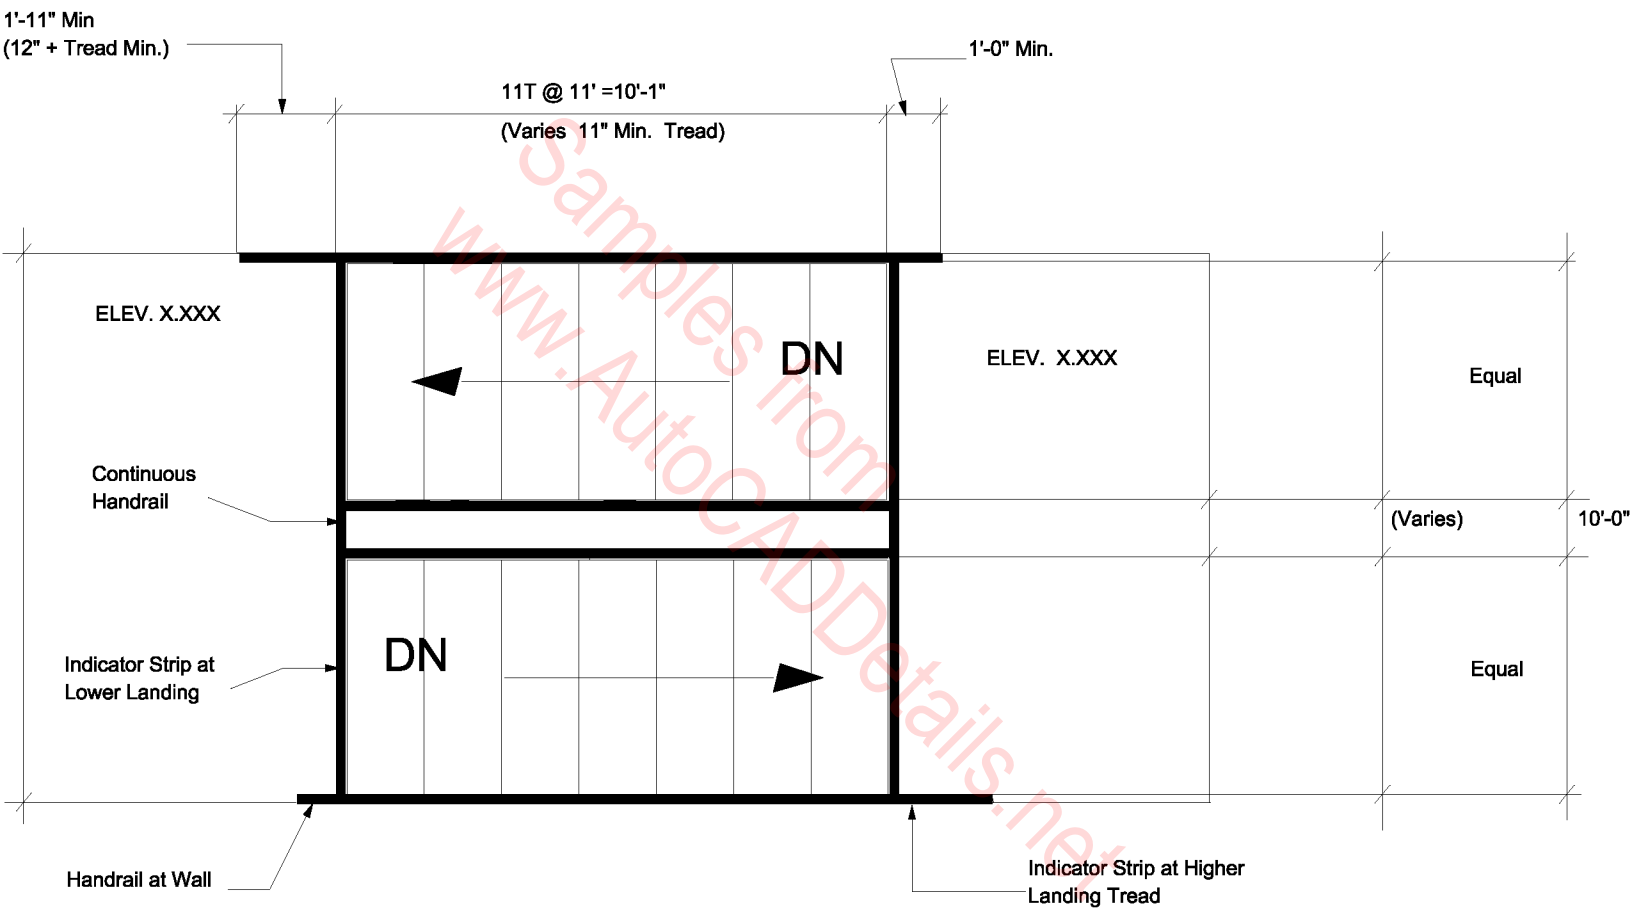 1'-11" Min
(12" + Tread Min.)
1'-0" Min.
11T @ 11' =10'-1"
(Varies 11" Min. Tread)
ELEV. X.XXX
DN
ELEV. X.XXX
Equal
Continuous
Handrail
(Varies)
10'-0"
DN
Indicator Strip at
Lower Landing
Equal
Handrail at Wall
Indicator Strip at Higher
Landing Tread
Samples from
www.AutoCADDetails.net